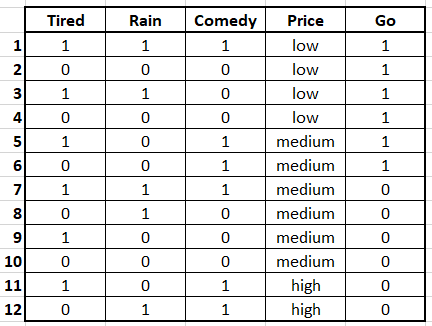 Tired Rain Comedy Price Go
1 1 1 1 low 1
2 0 0 0 low 1
3 1 1 0 low 1
4 0 0 0 low 1
5 1 0 1 medium 1
6 0 0 1 medium 1
7 1 1 1 medium 0
8 0 1 0 medium 0
9 1 0 0 medium 0
10 0 0 0 medium 0
11 1 0 1 high 0
12 0 1 1 high 0